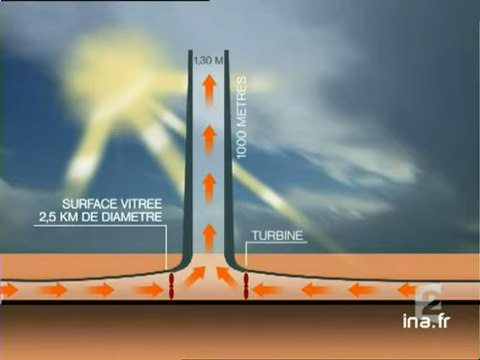 1,30 M
1000 METRES
SURFACE VITREE
2,5 KM DE DIAMETRE
TURBINE
2
ina.fr